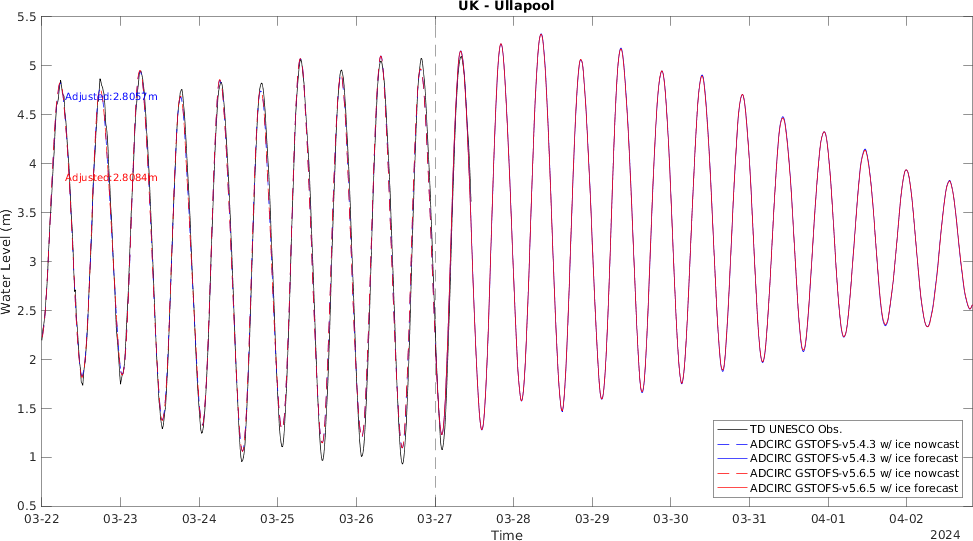 UK - Ullapool
5.5
5
4.5
4
3.5
3
2.5
2
1.5
1
0.5
Water Level (m)
Adjusted:2.8057m
Adjusted:2.8084m
TD UNESCO Obs.
ADCIRC GSTOFS-v5.4.3 w/ ice nowcast
ADCIRC GSTOFS-v5.4.3 w/ ice forecast
ADCIRC GSTOFS-v5.6.5 w/ ice nowcast
ADCIRC GSTOFS-v5.6.5 w/ ice forecast
03-22 03-23 03-24 03-25 03-26 03-27 03-28 03-29 03-30 03-31 04-01 04-02
Time
2024